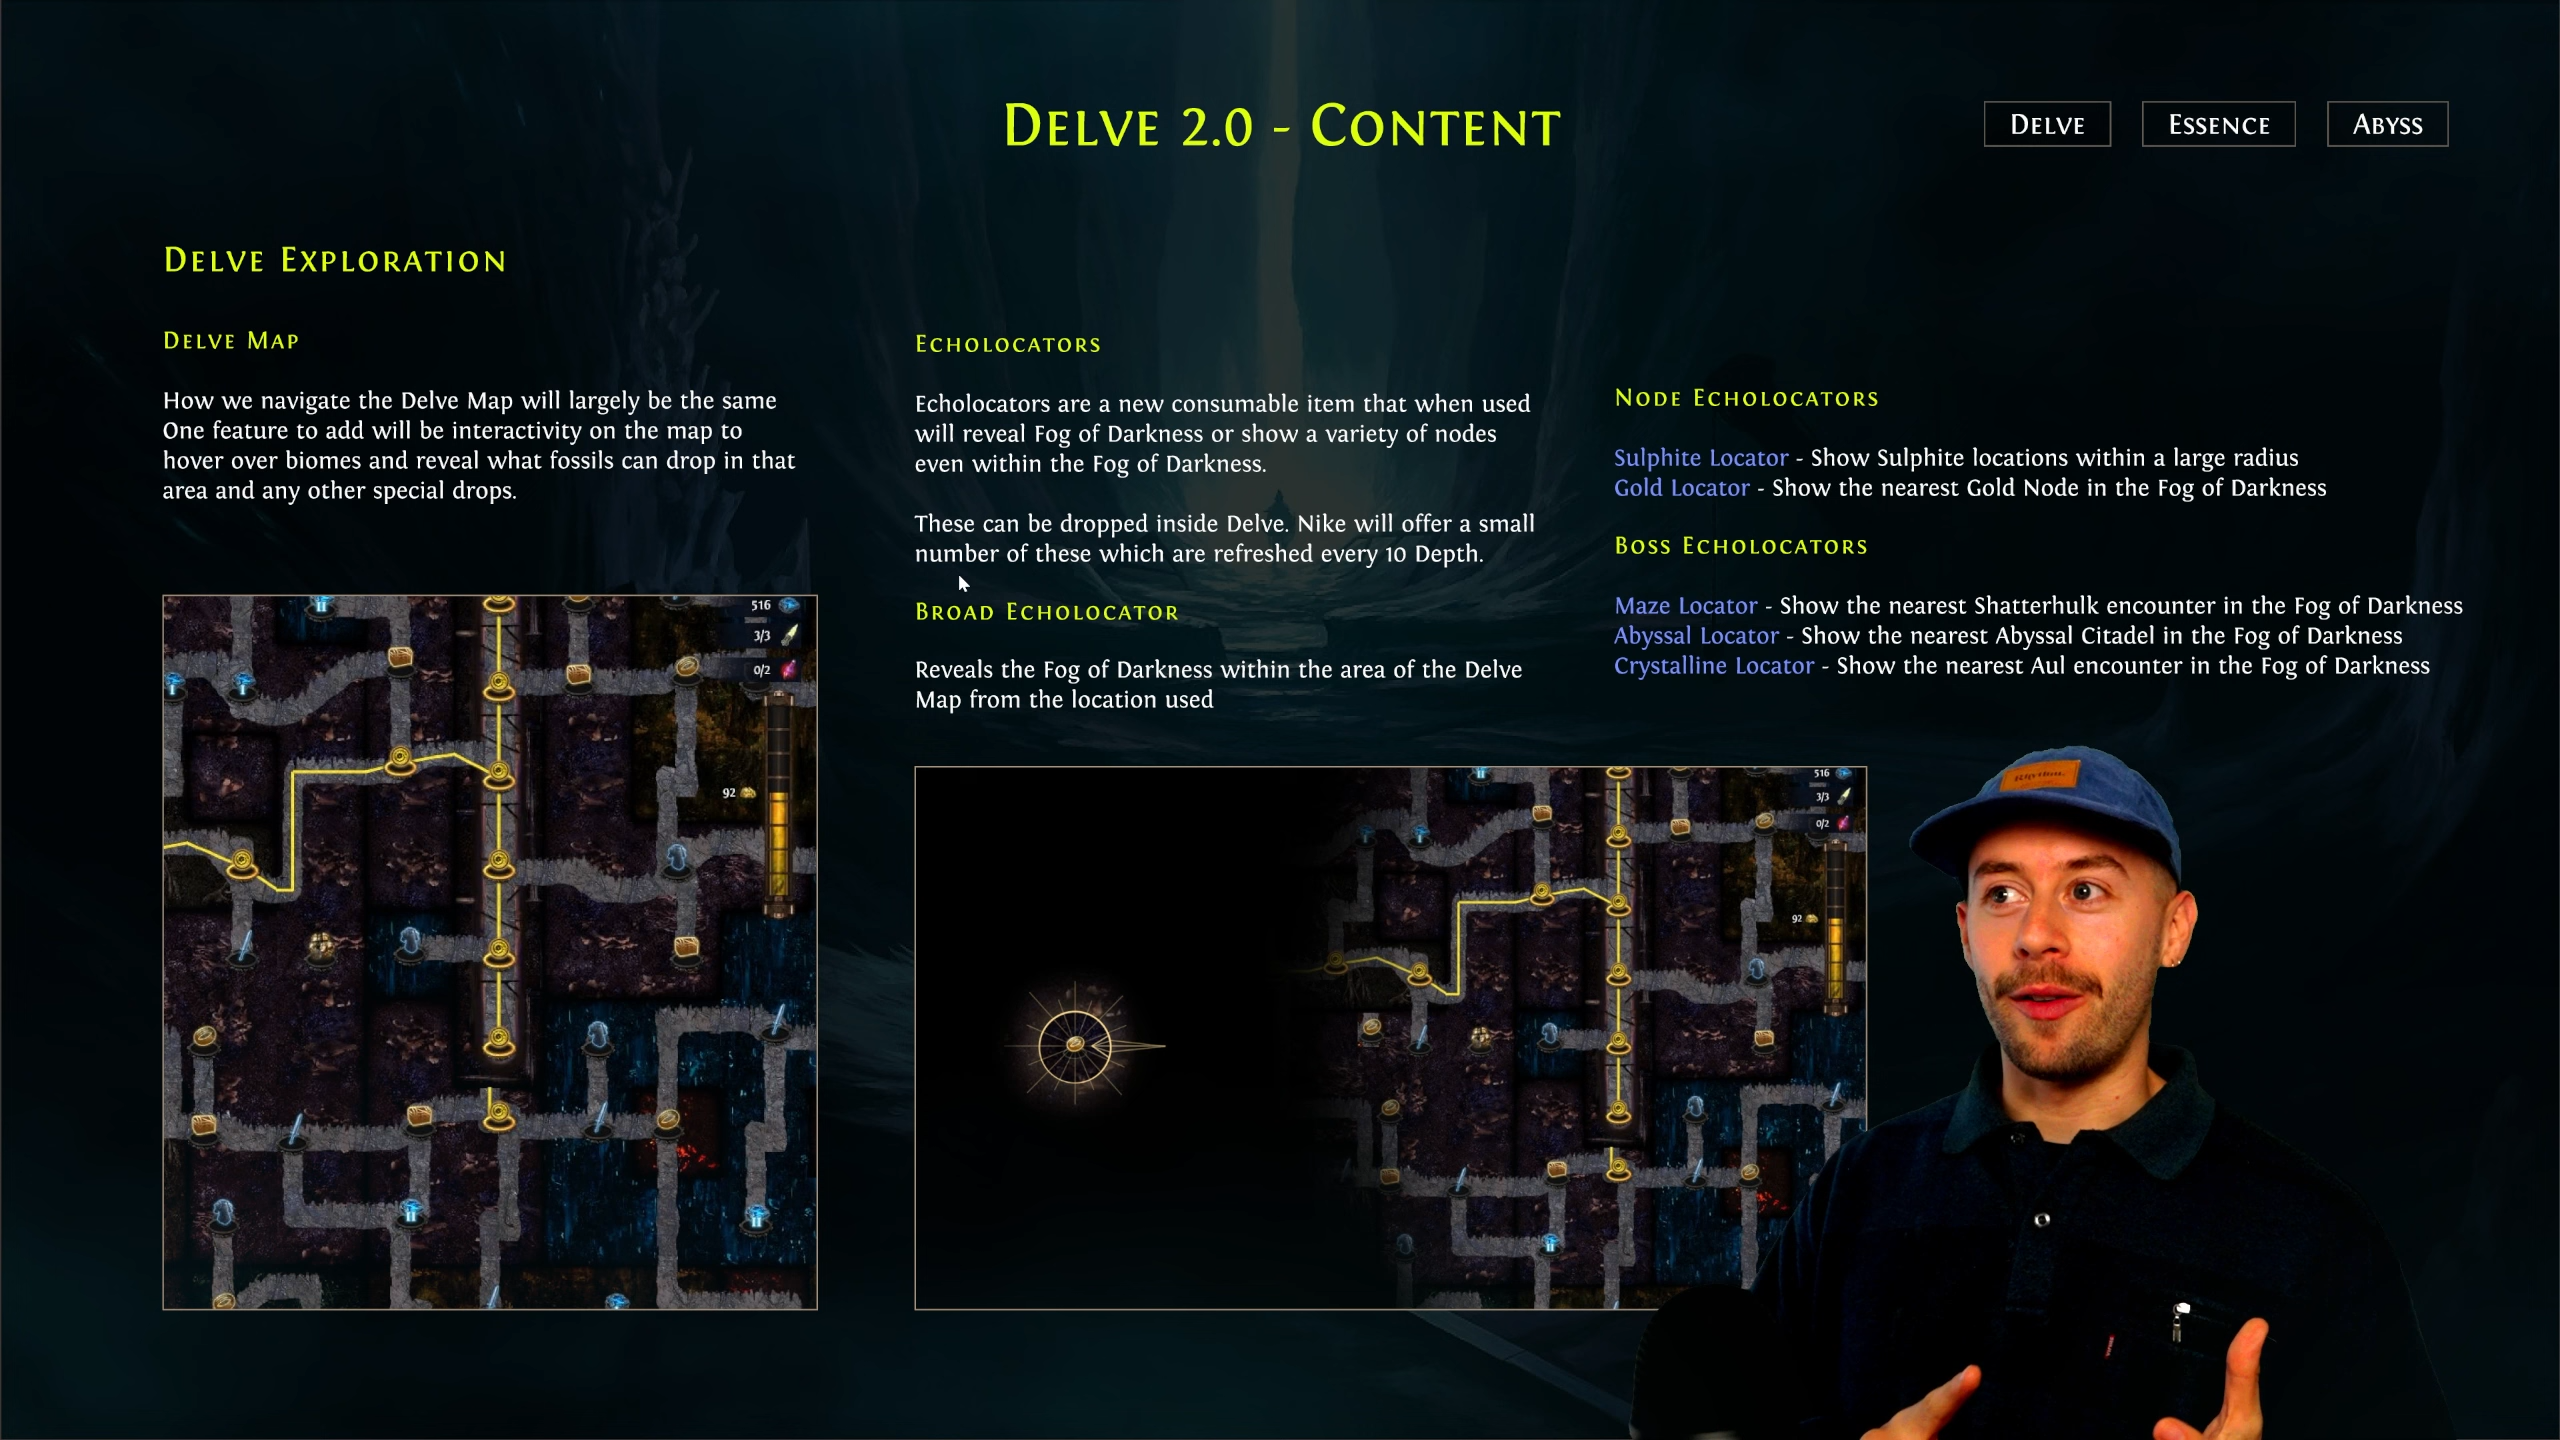 Delve 2.0 - Content
Delve
Essence
Abyss
Delve Exploration
Delve Map
How we navigate the Delve Map will largely be the same
One feature to add will be interactivity on the map to
hover over biomes and reveal what fossils can drop in that
area and any other special drops.
516
3/3
0/2
92
Echolocators
Echolocators are a new consumable item that when used
will reveal Fog of Darkness or show a variety of nodes
even within the Fog of Darkness.
These can be dropped inside Delve. Nike will offer a small
number of these which are refreshed every 10 Depth.
Broad Echolocator
Reveals the Fog of Darkness within the area of the Delve
Map from the location used
Node Echolocators
Sulphite Locator - Show Sulphite locations within a large radius
Gold Locator - Show the nearest Gold Node in the Fog of Darkness
Boss Echolocators
Maze Locator - Show the nearest Shatterhulk encounter in the Fog of Darkness
Abyssal Locator - Show the nearest Abyssal Citadel in the Fog of Darkness
Crystalline Locator - Show the nearest Aul encounter in the Fog of Darkness
516
3/3
0/2
92
Rhythm.